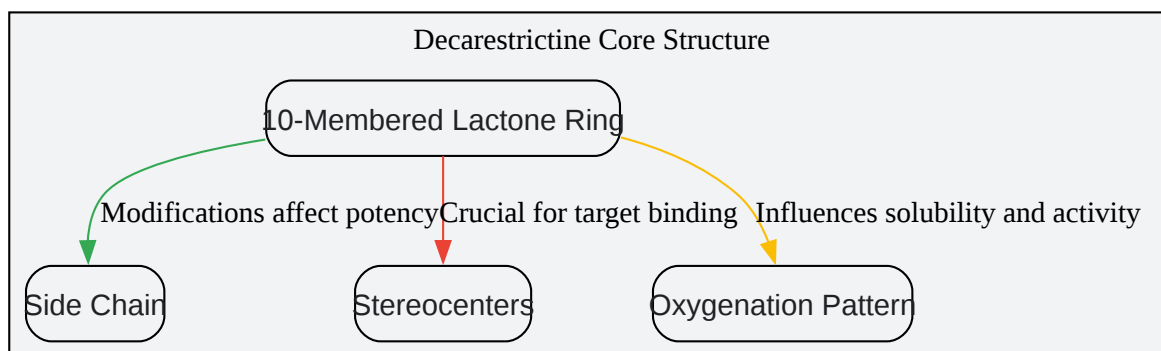 Decarestrictine Core Structure
10-Membered Lactone Ring
Modifications affect potency
Crucial for target binding
Influences solubility and activity
Side Chain
Stereocenters
Oxygenation Pattern